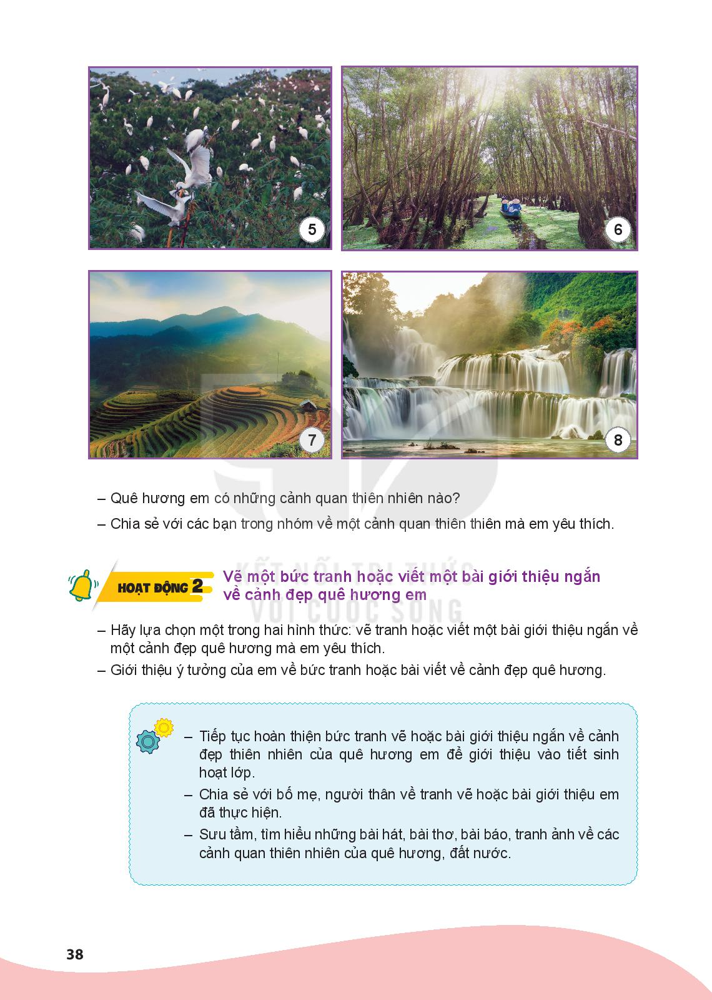 5
6
7
8
– Quê hương em có những cảnh quan thiên nhiên nào?
– Chia sẻ với các bạn trong nhóm về một cảnh quan thiên thiên mà em yêu thích.
HOẠT ĐỘNG 2
Vẽ một bức tranh hoặc viết một bài giới thiệu ngắn
về cảnh đẹp quê hương em
KẾT NỐI TRI THỨC
VỚI CUỘC SỐNG
– Hãy lựa chọn một trong hai hình thức: vẽ tranh hoặc viết một bài giới thiệu ngắn về
một cảnh đẹp quê hương mà em yêu thích.
– Giới thiệu ý tưởng của em về bức tranh hoặc bài viết về cảnh đẹp quê hương.
– Tiếp tục hoàn thiện bức tranh vẽ hoặc bài giới thiệu ngắn về cảnh
đẹp thiên nhiên của quê hương em để giới thiệu vào tiết sinh
hoạt lớp.
– Chia sẻ với bố mẹ, người thân về tranh vẽ hoặc bài giới thiệu em
đã thực hiện.
– Sưu tầm, tìm hiểu những bài hát, bài thơ, bài báo, tranh ảnh về các
cảnh quan thiên nhiên của quê hương, đất nước.
38